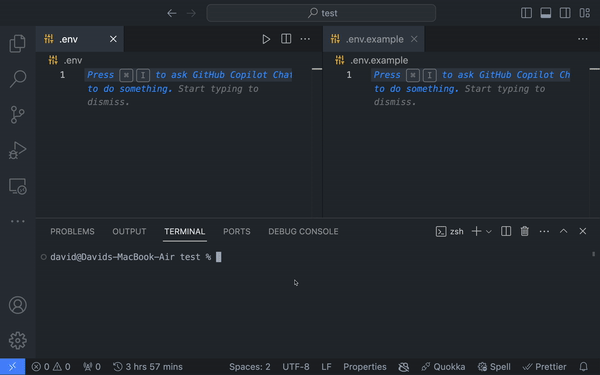 test
.env
.env.example
.env
.env.example
1 Press ⌘ I to ask GitHub Copilot Chat
to do something. Start typing to
dismiss.
1 Press ⌘ I to ask GitHub Copilot Ch
to do something. Start typing to
dismiss.
PROBLEMS OUTPUT TERMINAL PORTS DEBUG CONSOLE zsh
david@Davids-MacBook-Air test %
0 0 0 3 hrs 57 mins Spaces: 2 UTF-8 LF Properties Quokka Spell Prettier